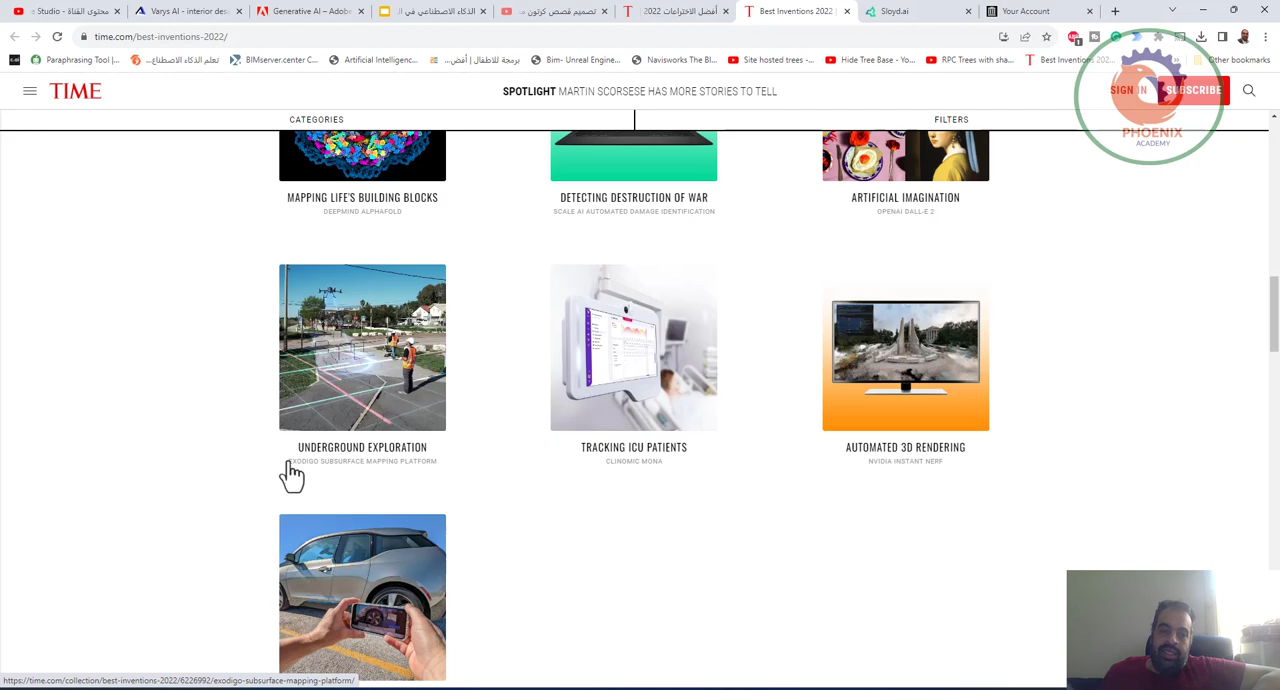 محتوى القناة - Studio
Varys AI - interior des
Generative AI – Adobe
الذكاء الاصطناعي في ال
تصميم قصص كرتون م
أفضل الاختراعات 2022
Best Inventions 2022 |
Sloyd.ai
Your Account
time.com/best-inventions-2022/
Paraphrasing Tool |...
تعلم الذكاء الاصطناع...
BIMserver.center C...
Artificial Intelligenc...
برمجة للاطفال | أفض...
Bim- Unreal Engine...
Navisworks The Bl...
Site hosted trees -...
Hide Tree Base - Yo...
RPC Trees with sha...
Best Inventions 202...
Other bookmarks
TIME
SPOTLIGHT MARTIN SCORSESE HAS MORE STORIES TO TELL
SIGN IN
SUBSCRIBE
PHOENIX
ACADEMY
CATEGORIES
FILTERS
MAPPING LIFE'S BUILDING BLOCKS
DEEPMIND ALPHAFOLD
DETECTING DESTRUCTION OF WAR
SCALE AI AUTOMATED DAMAGE IDENTIFICATION
ARTIFICIAL IMAGINATION
OPENAI DALL-E 2
UNDERGROUND EXPLORATION
EXODIGO SUBSURFACE MAPPING PLATFORM
TRACKING ICU PATIENTS
CLINOMIC MONA
AUTOMATED 3D RENDERING
NVIDIA INSTANT NERF
https://time.com/collection/best-inventions-2022/6226992/exodigo-subsurface-mapping-platform/